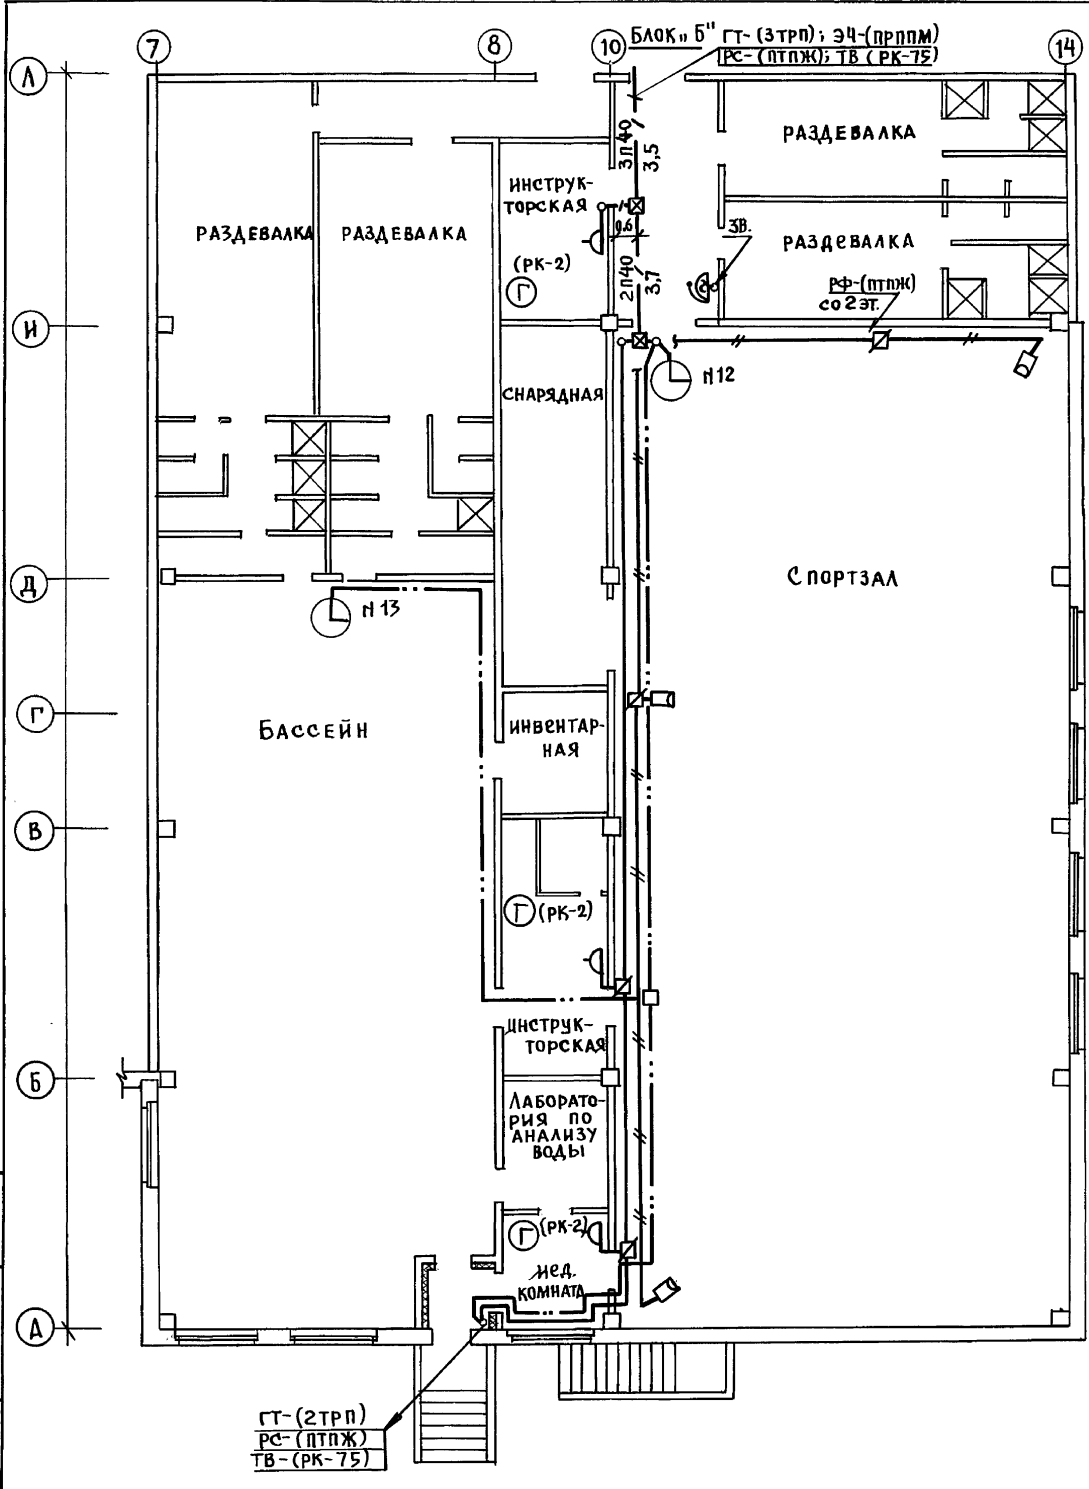 7
8
10
14
БЛОК „Б" ГТ-(3ТРП); ЭЧ-(ПРППМ)
РС-(ПТПЖ); ТВ (РК-75)
Л
И
Д
Г
В
Б
А
РАЗДЕВАЛКА
РАЗДЕВАЛКА
ИНСТРУК-
ТОРСКАЯ
(РК-2)
Г
3П40
3,5
0,6
2П40
3,7
РАЗДЕВАЛКА
РАЗДЕВАЛКА
ЗВ.
РФ-(ПТПЖ)
СО 2 ЭТ.
N12
СНАРЯДНАЯ
СПОРТЗАЛ
N13
БАССЕЙН
ИНВЕНТАР-
НАЯ
Г (РК-2)
ИНСТРУК-
ТОРСКАЯ
ЛАБОРАТО-
РИЯ ПО
АНАЛИЗУ
ВОДЫ
Г (РК-2)
МЕД.
КОМНАТА
ГТ-(2ТРП)
РС-(ПТПЖ)
ТВ-(РК-75)